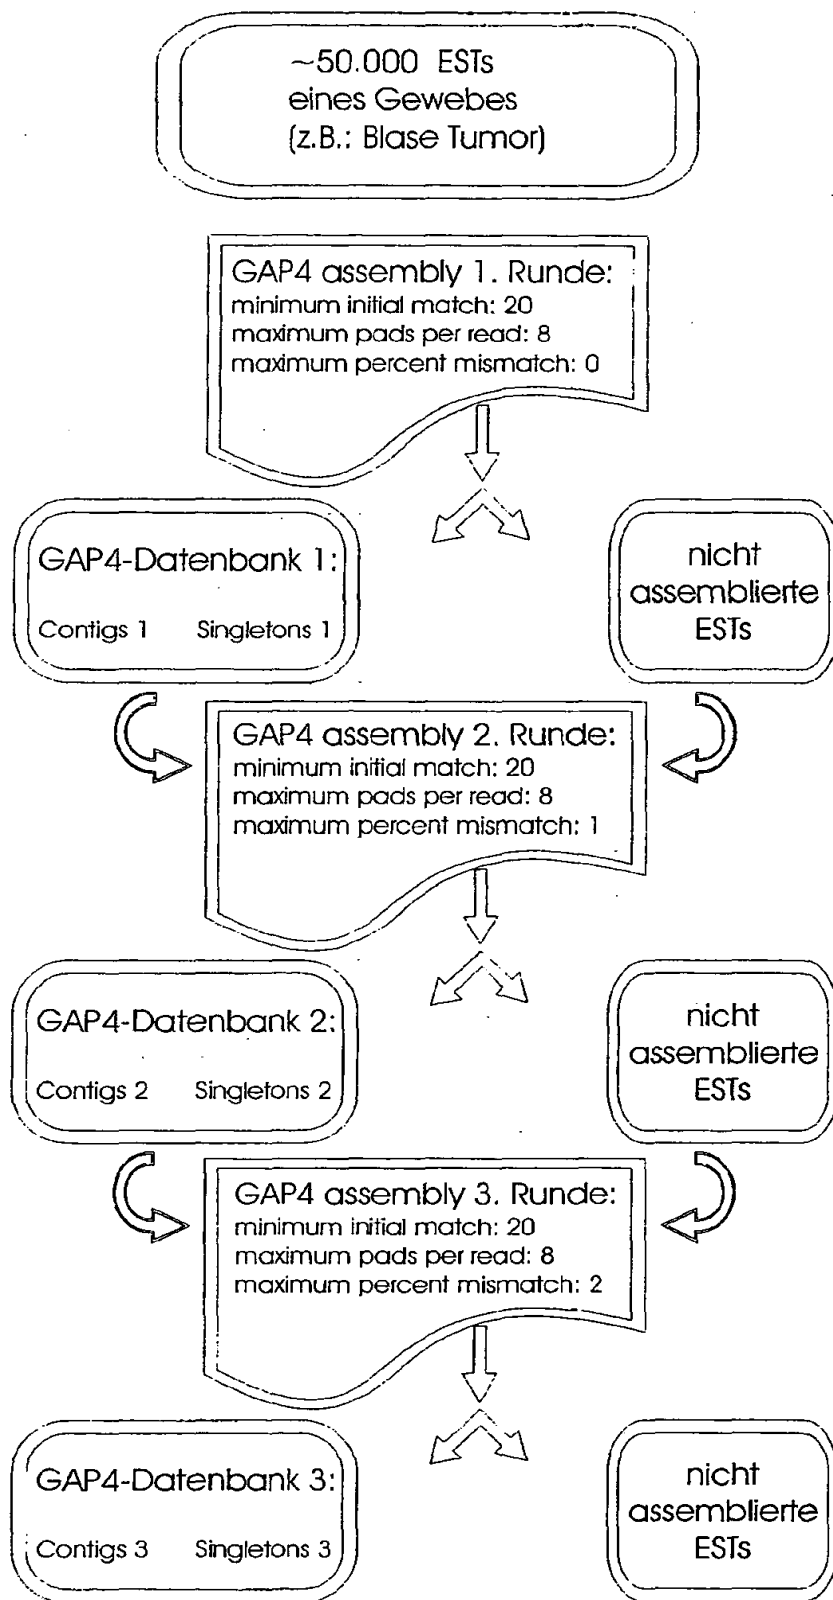 ~50.000 ESTs
eines Gewebes
(z.B.: Blase Tumor)
GAP4 assembly 1. Runde:
minimum initial match: 20
maximum pads per read: 8
maximum percent mismatch: 0
GAP4-Datenbank 1:
Contigs 1 Singletons 1
nicht
assemblierte
ESTs
GAP4 assembly 2. Runde:
minimum initial match: 20
maximum pads per read: 8
maximum percent mismatch: 1
GAP4-Datenbank 2:
Contigs 2 Singletons 2
nicht
assemblierte
ESTs
GAP4 assembly 3. Runde:
minimum initial match: 20
maximum pads per read: 8
maximum percent mismatch: 2
GAP4-Datenbank 3:
Contigs 3 Singletons 3
nicht
assemblierte
ESTs